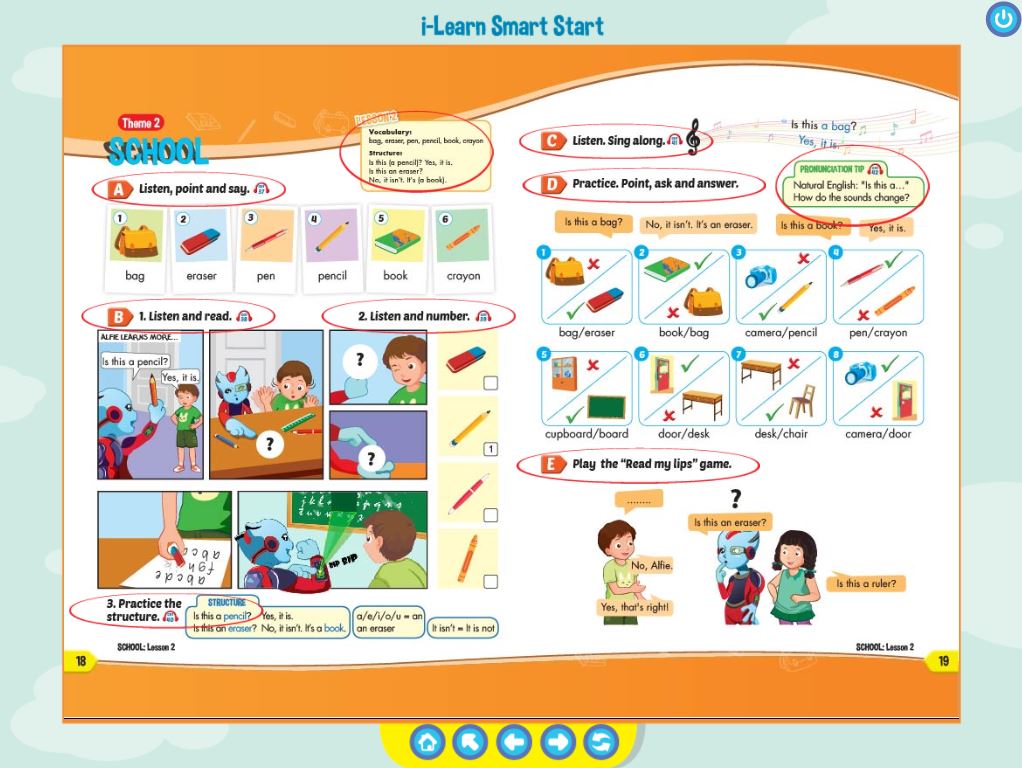 i-Learn Smart Start
Theme 2
SCHOOL
LESSON 2
Vocabulary:
bag, eraser, pen, pencil, book, crayon
Structure:
Is this (a pencil)? Yes, it is.
Is this an eraser?
No, it isn't. It's (a book).
A Listen, point and say. 37
1
2
3
4
5
6
bag
eraser
pen
pencil
book
crayon
B 1. Listen and read. 38
2. Listen and number. 39
ALFIE LEARNS MORE...
Is this a pencil?
Yes, it is.
?
?
?
1
BIP BIP
3. Practice the
structure. 40
STRUCTURE
Is this a pencil? Yes, it is.
Is this an eraser? No, it isn't. It's a book.
a/e/i/o/u = an
an eraser
It isn't = It is not
SCHOOL: Lesson 2
18
C Listen. Sing along. 41
Is this a bag?
Yes, it is.
D Practice. Point, ask and answer.
PRONUNCIATION TIP 42
Natural English: "Is this a..."
How do the sounds change?
Is this a bag?
No, it isn't. It's an eraser.
Is this a book?
Yes, it is.
1
2
3
4
bag/eraser
book/bag
camera/pencil
pen/crayon
5
6
7
8
cupboard/board
door/desk
desk/chair
camera/door
E Play the "Read my lips" game.
........
?
Is this an eraser?
No, Alfie.
Is this a ruler?
Yes, that's right!
SCHOOL: Lesson 2
19